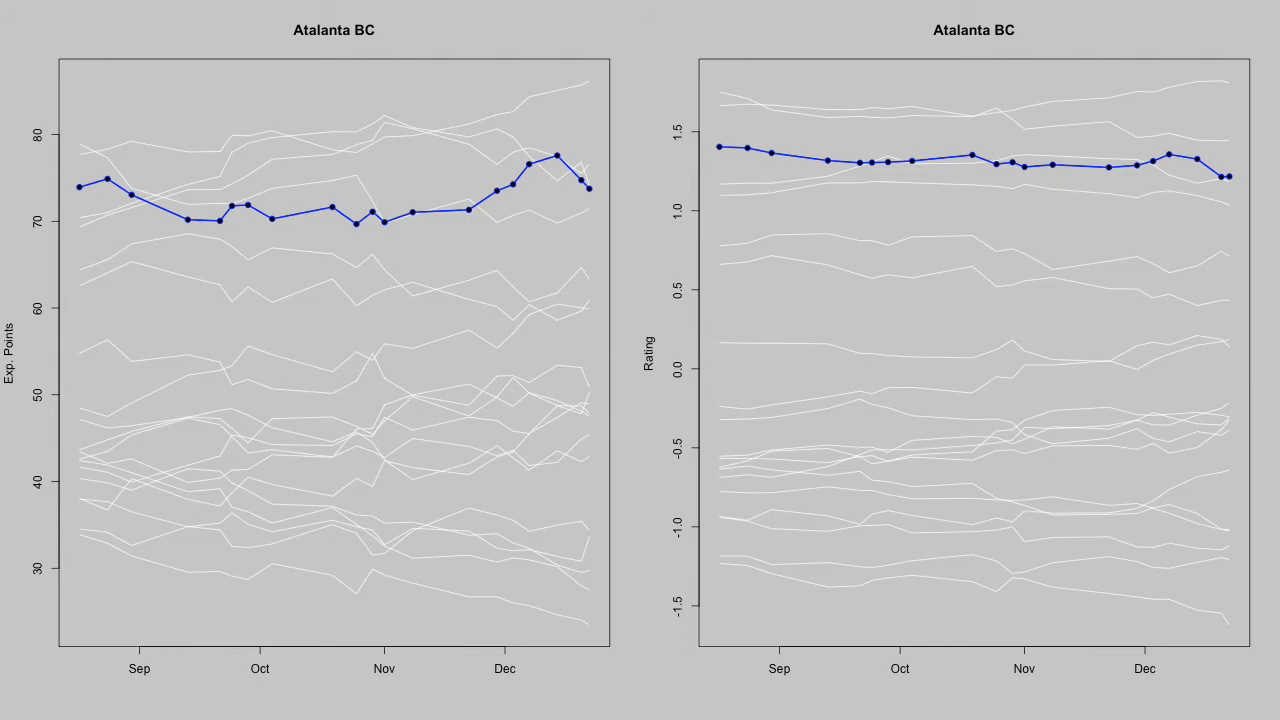 Atalanta BC
Exp. Points
80
70
60
50
40
30
Sep Oct Nov Dec
Atalanta BC
Rating
1.5
1.0
0.5
0.0
-0.5
-1.0
-1.5
Sep Oct Nov Dec